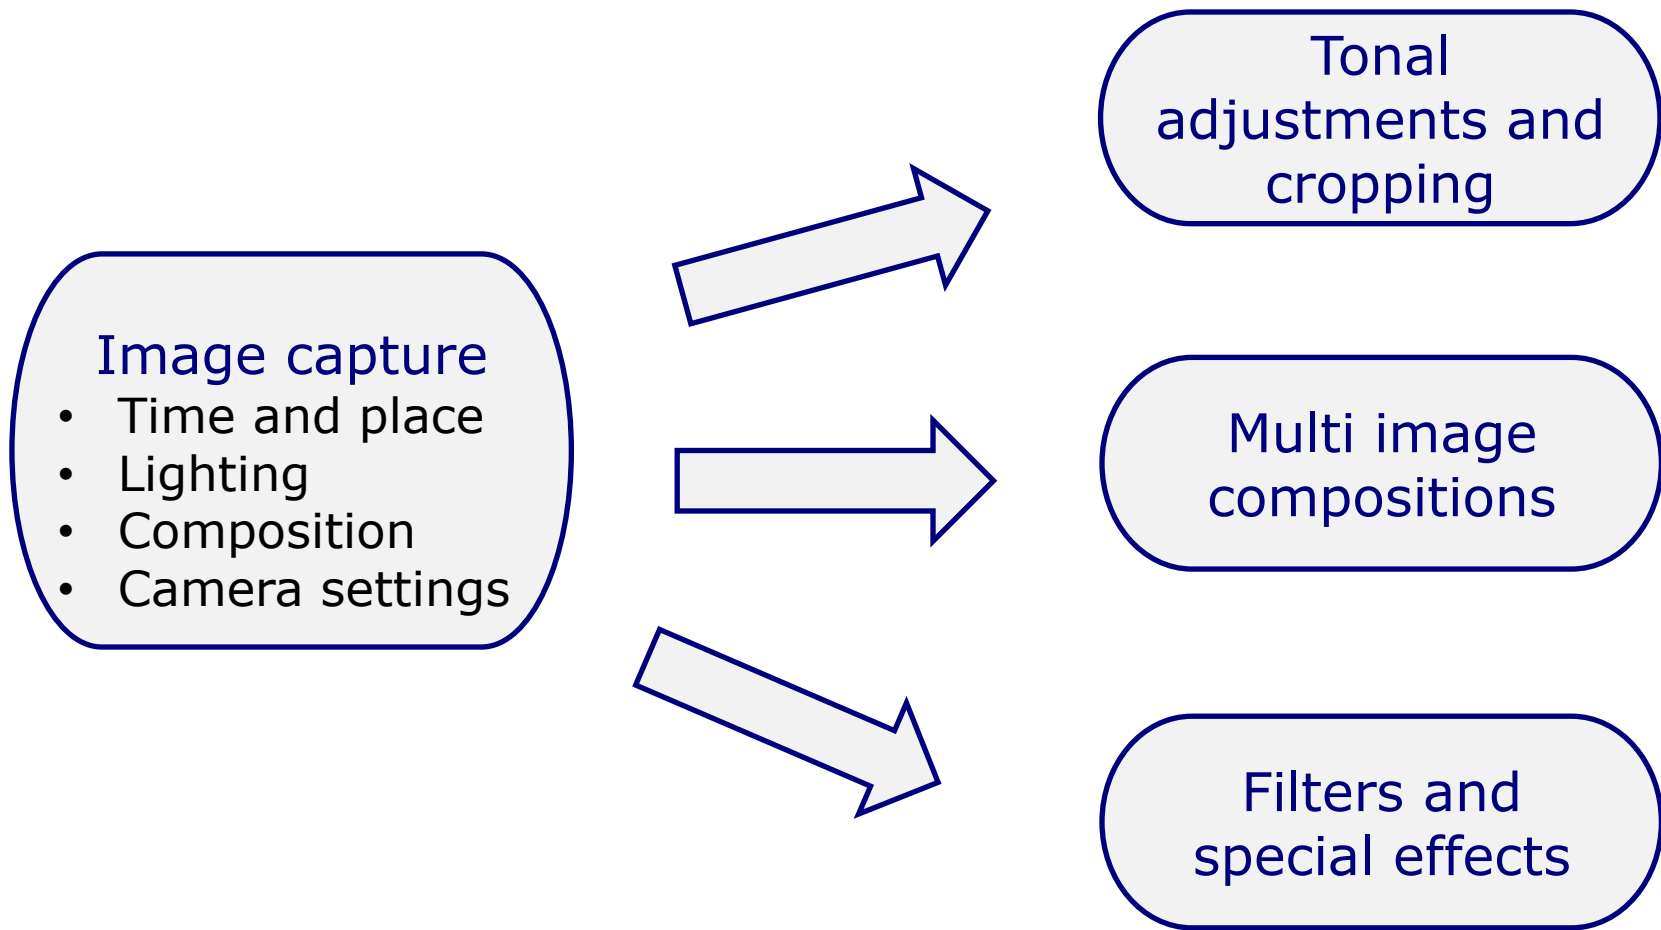 Image capture
• Time and place
• Lighting
• Composition
• Camera settings
Tonal
adjustments and
cropping
Multi image
compositions
Filters and
special effects